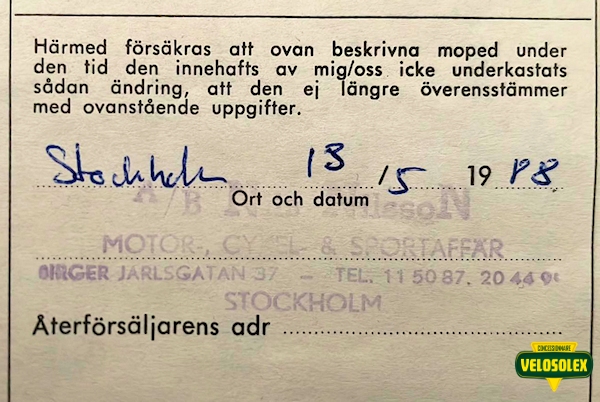 Härmed försäkras att ovan beskrivna moped under
den tid den innehafts av mig/oss icke underkastats
sådan ändring, att den ej längre överensstämmer
med ovanstående uppgifter.
Stockholm 13 /5 19
Ort och datum
A/B NilssoN
MOTOR-, CYKEL- & SPORTAFFÄR
BIRGER JARLSGATAN 37 – TEL. 11 50 87. 20 44
STOCKHOLM
Återförsäljarens adr
CONCESSIONNAIRE
VELOSOLEX